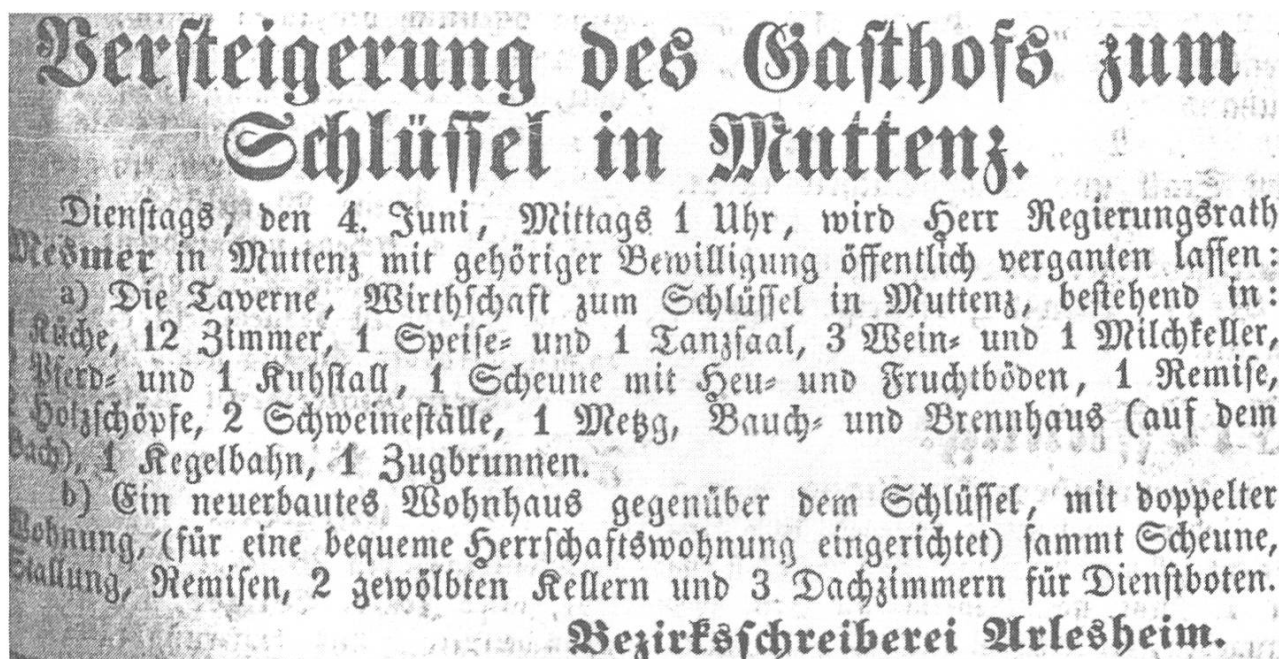 Versteigerung des Gasthofs zum
Schlüssel in Muttenz.
Dienstags, den 4. Juni, Mittags 1 Uhr, wird Herr Regierungsrath
Mesmer in Muttenz mit gehöriger Bewilligung öffentlich verganten lassen:
a) Die Taverne, Wirthschaft zum Schlüssel in Muttenz, bestehend in:
Küche, 12 Zimmer, 1 Speise- und 1 Tanzsaal, 3 Wein- und 1 Milchkeller,
Pferd- und 1 Kuhstall, 1 Scheune mit Heu- und Fruchtböden, 1 Remise,
Holzschöpfe, 2 Schweineställe, 1 Metzg, Bauch- und Brennhaus (auf dem
Bach), 1 Kegelbahn, 1 Zugbrunnen.
b) Ein neuerbautes Wohnhaus gegenüber dem Schlüssel, mit doppelter
Wohnung, (für eine bequeme Herrschaftswohnung eingerichtet) sammt Scheune,
Stallung, Remisen, 2 gewölbten Kellern und 3 Dachzimmern für Dienstboten.
Bezirksschreiberei Arlesheim.